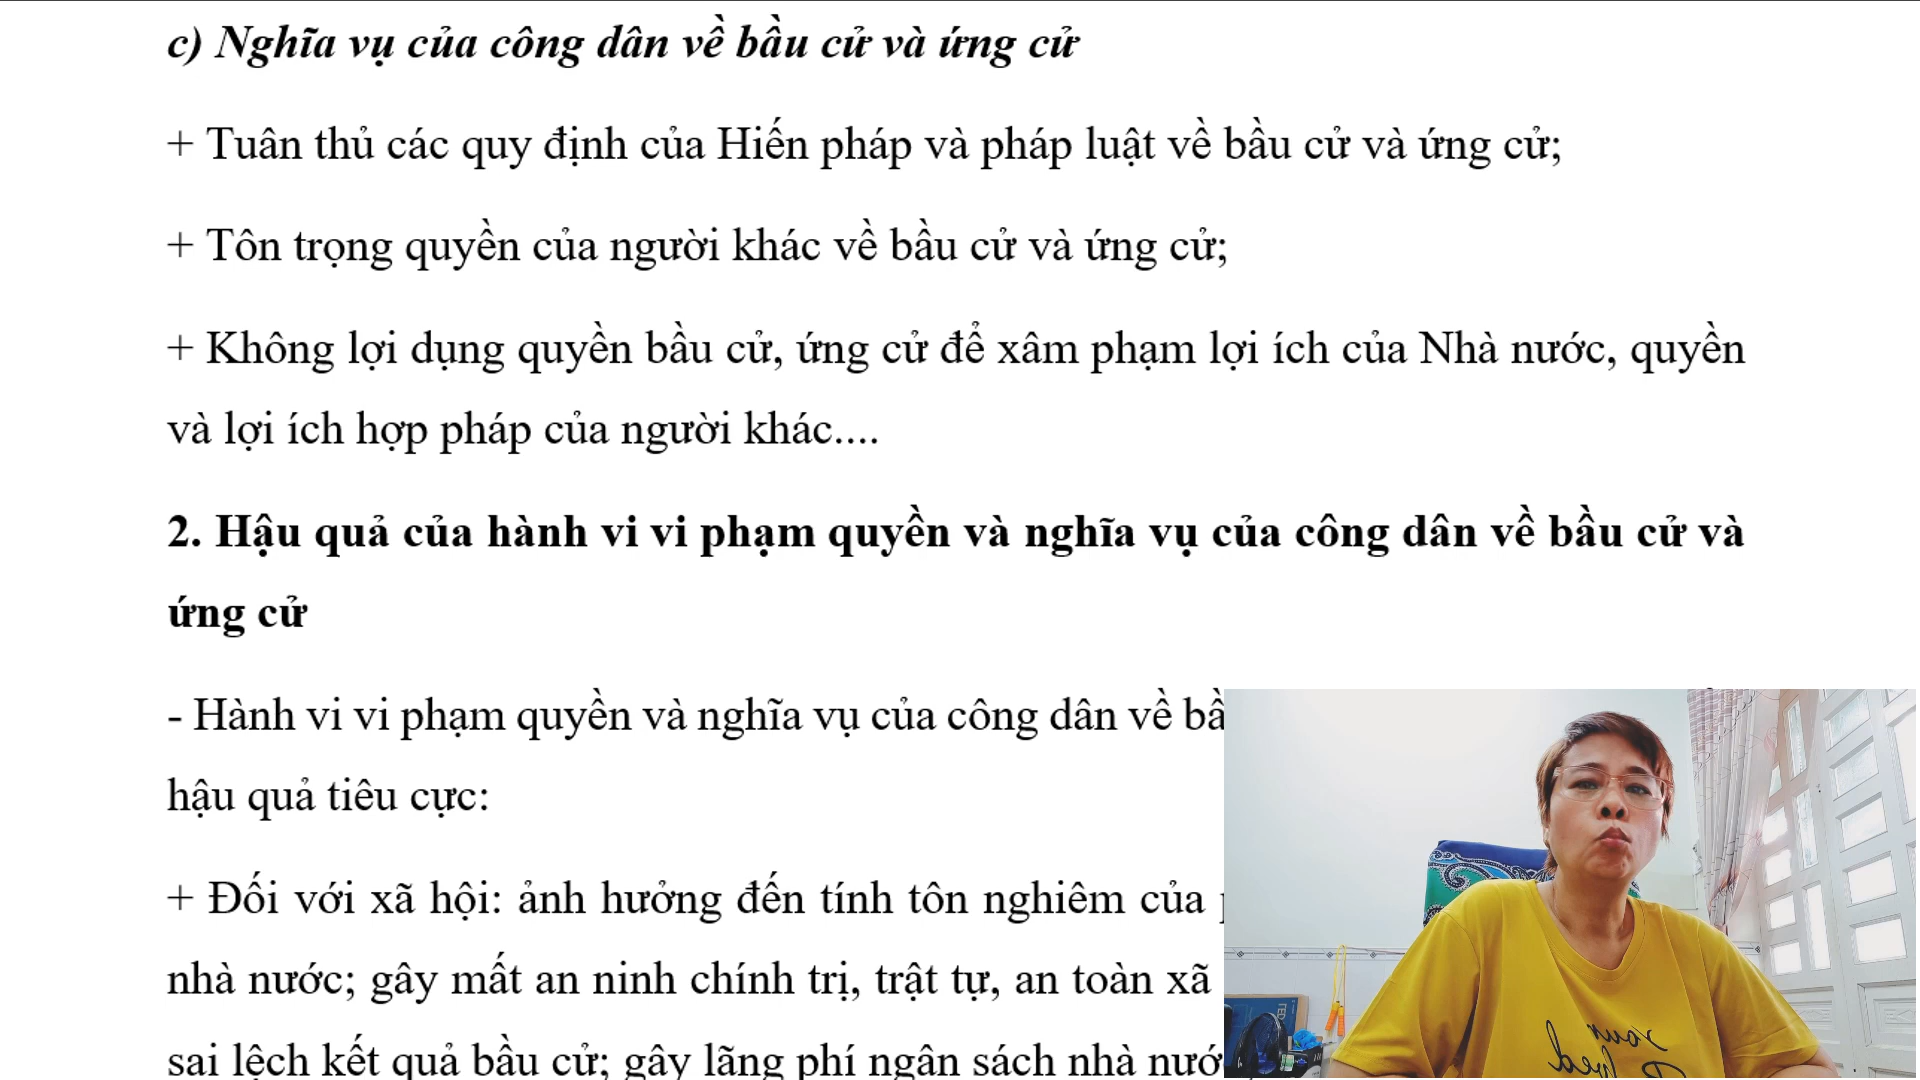 c) Nghĩa vụ của công dân về bầu cử và ứng cử
+ Tuân thủ các quy định của Hiến pháp và pháp luật về bầu cử và ứng cử;
+ Tôn trọng quyền của người khác về bầu cử và ứng cử;
+ Không lợi dụng quyền bầu cử, ứng cử để xâm phạm lợi ích của Nhà nước, quyền
và lợi ích hợp pháp của người khác....
2. Hậu quả của hành vi vi phạm quyền và nghĩa vụ của công dân về bầu cử và
ứng cử
- Hành vi vi phạm quyền và nghĩa vụ của công dân về
hậu quả tiêu cực:
+ Đối với xã hội: ảnh hưởng đến tính tôn nghiêm của
nhà nước; gây mất an ninh chính trị, trật tự, an toàn xã
sai lệch kết quả bầu cử; gây lãng phí ngân sách nhà